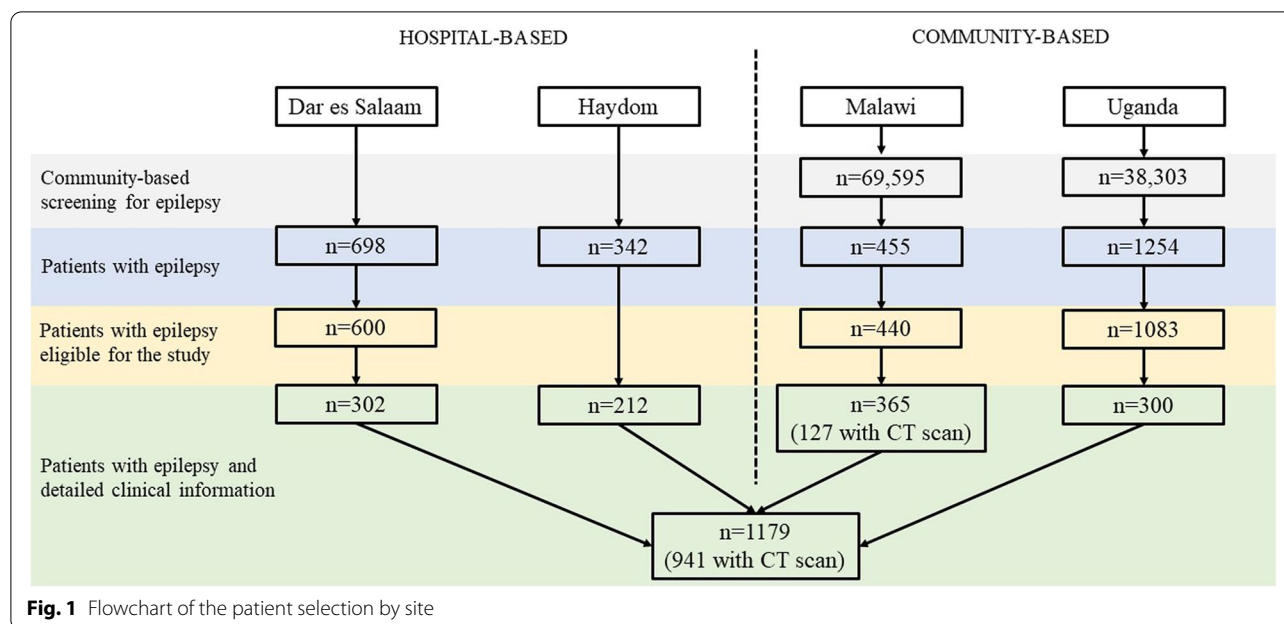 HOSPITAL-BASED
COMMUNITY-BASED
Dar es Salaam
Haydom
Malawi
Uganda
Community-based
screening for epilepsy
n=69,595
n=38,303
Patients with epilepsy
n=698
n=342
n=455
n=1254
Patients with epilepsy
eligible for the study
n=600
n=440
n=1083
Patients with epilepsy and
detailed clinical information
n=302
n=212
n=365
(127 with CT scan)
n=300
n=1179
(941 with CT scan)
Fig. 1 Flowchart of the patient selection by site